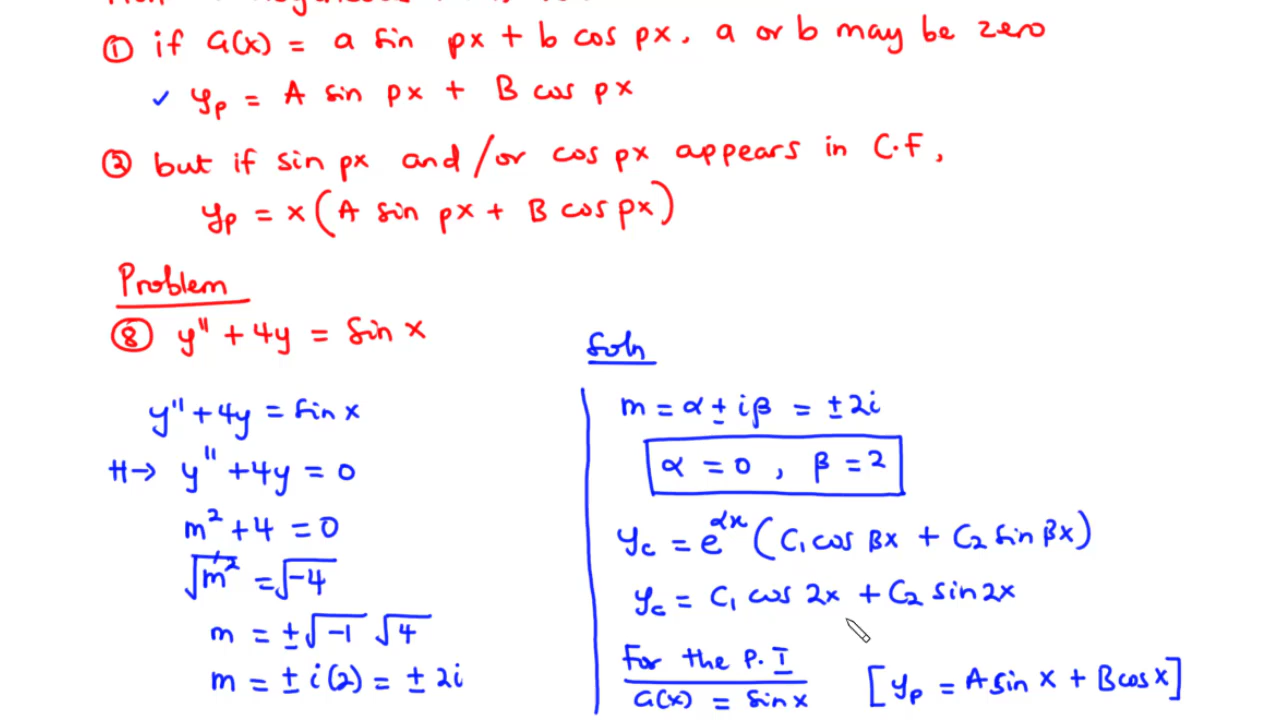 ① if G(x) = a sin px + b cos px, a or b may be zero
✓ yp = A sin px + B cos px
② but if sin px and/or cos px appears in C.F,
yp = x(A sin px + B cos px)
Problem
⑧ y'' + 4y = sin x
Soln
y'' + 4y = sin x
H→ y'' + 4y = 0
m² + 4 = 0
√m² = √-4
m = ±√-1 √4
m = ± i(2) = ± 2i
m = α ± iβ = ± 2i
α = 0 , β = 2
yc = e^αx (C₁ cos βx + C₂ sin βx)
yc = C₁ cos 2x + C₂ sin 2x
For the P.I
G(x) = sin x [yp = A sin x + B cos x]